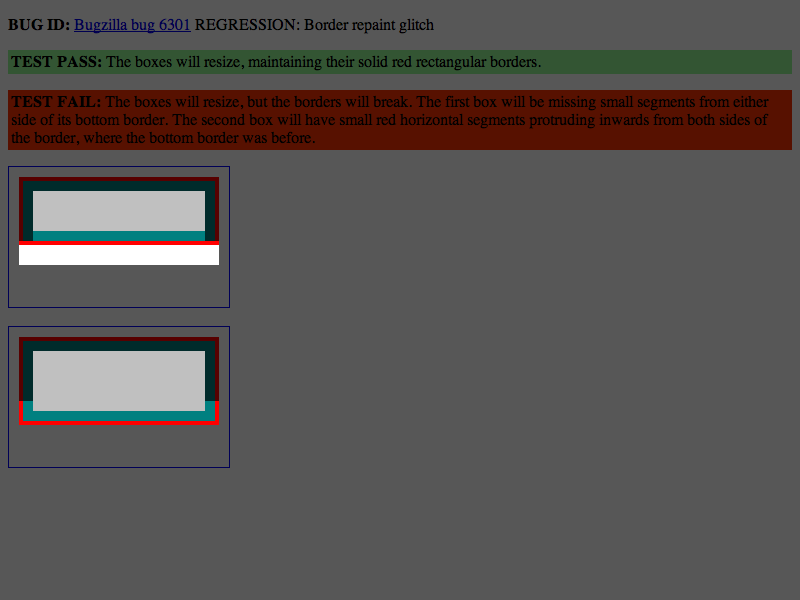 BUG ID: Bugzilla bug 6301 REGRESSION: Border repaint glitch
TEST PASS: The boxes will resize, maintaining their solid red rectangular borders.
TEST FAIL: The boxes will resize, but the borders will break. The first box will be missing small segments from either
side of its bottom border. The second box will have small red horizontal segments protruding inwards from both sides of
the border, where the bottom border was before.